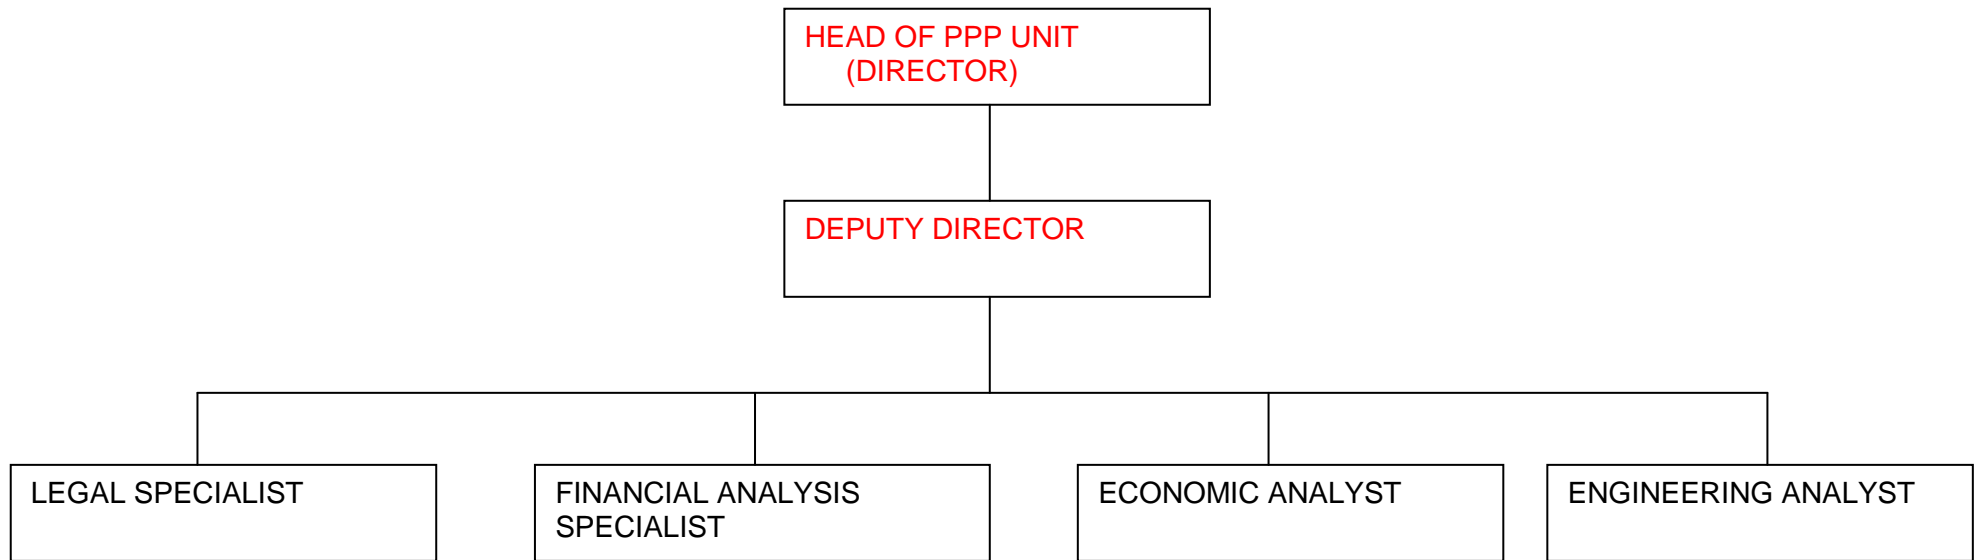 HEAD OF PPP UNIT
(DIRECTOR)
DEPUTY DIRECTOR
LEGAL SPECIALIST
FINANCIAL ANALYSIS
SPECIALIST
ECONOMIC ANALYST
ENGINEERING ANALYST